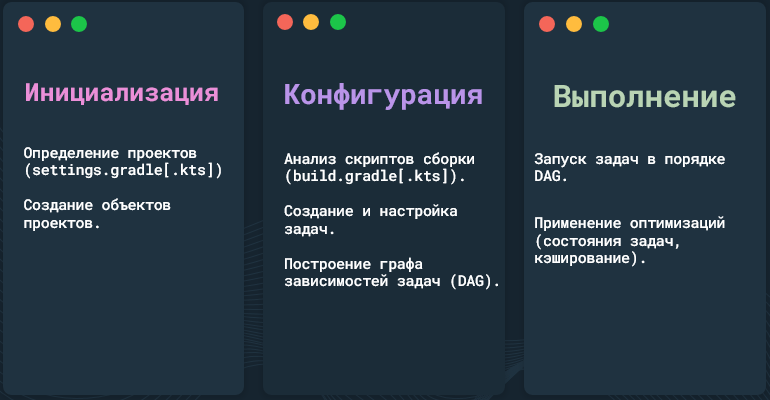 Инициализация
Определение проектов
(settings.gradle[.kts])
Создание объектов
проектов.
Конфигурация
Анализ скриптов сборки
(build.gradle[.kts]).
Создание и настройка
задач.
Построение графа
зависимостей задач (DAG).
Выполнение
Запуск задач в порядке
DAG.
Применение оптимизаций
(состояния задач,
кэширование).